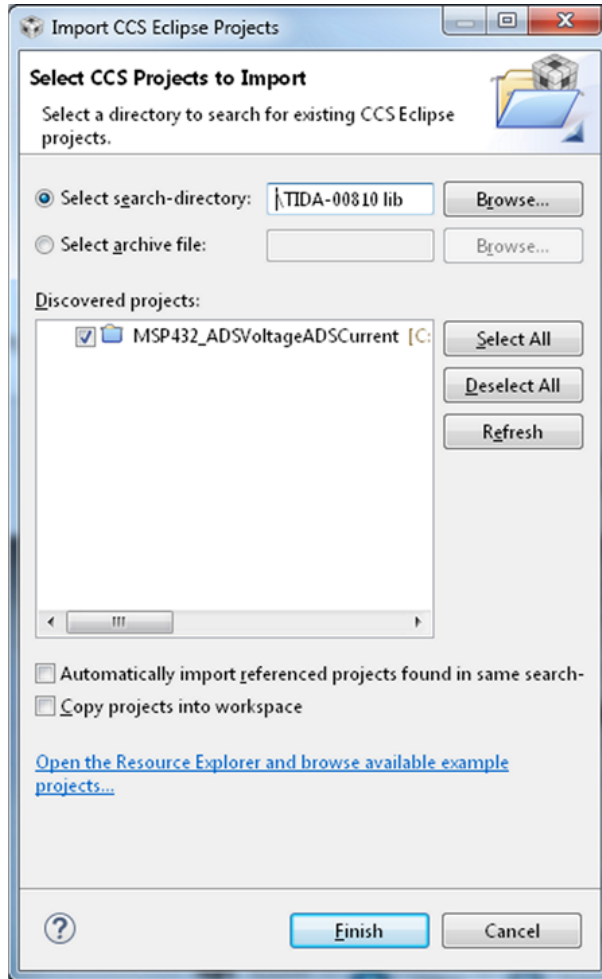 Import CCS Eclipse Projects
Select CCS Projects to Import
Select a directory to search for existing CCS Eclipse
projects.
Select search-directory: \TIDA-00810 lib Browse...
Select archive file: Browse...
Discovered projects:
MSP432_ADSVoltageADSCurrent [C: Select All
Deselect All
Refresh
Automatically import referenced projects found in same search-
Copy projects into workspace
Open the Resource Explorer and browse available example
projects...
? Finish Cancel